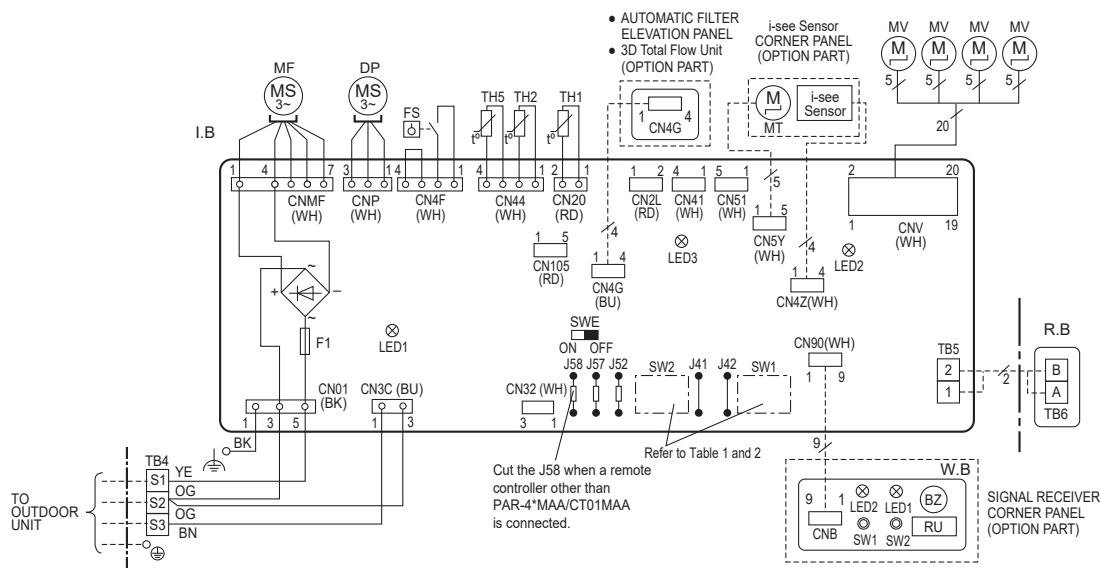 ● AUTOMATIC FILTER
ELEVATION PANEL
● 3D Total Flow Unit
(OPTION PART)
i-see Sensor
CORNER PANEL
(OPTION PART)
MV MV MV MV
M M M M
5 5 5 5
20
MF DP
MS
3~
MS
3~
FS
TH5 TH2 TH1
t° t° t°
1 4
CN4G
M
MT
i-see
Sensor
I.B
1 4 7
CNMF
(WH)
3 1
CNP
(WH)
4 1
CN4F
(WH)
4 1
CN44
(WH)
2 1
CN20
(RD)
1 2
CN2L
(RD)
4 1
CN41
(WH)
5 1
CN51
(WH)
5
1 5
CN5Y
(WH)
2 20
1 19
CNV
(WH)
1 5
CN105
(RD)
4
1 4
CN4G
(BU)
LED3
4
1 4
CN4Z(WH)
LED2
~
+ −
~
F1
LED1
SWE
ON OFF
J58 J57 J52
SW2
J41 J42
SW1
CN90(WH)
1 9
TB5
2
1
2
R.B
B
A
TB6
CN01
(BK)
1 3 5
CN3C (BU)
1 3
CN32 (WH)
3 1
BK
Refer to Table 1 and 2
Cut the J58 when a remote
controller other than
PAR-4*MAA/CT01MAA
is connected.
9
TO
OUTDOOR
UNIT
TB4
S1 YE
OG
S2
OG
S3
BN
W.B
9 1
CNB
LED2 LED1
SW1 SW2
BZ
RU
SIGNAL RECEIVER
CORNER PANEL
(OPTION PART)